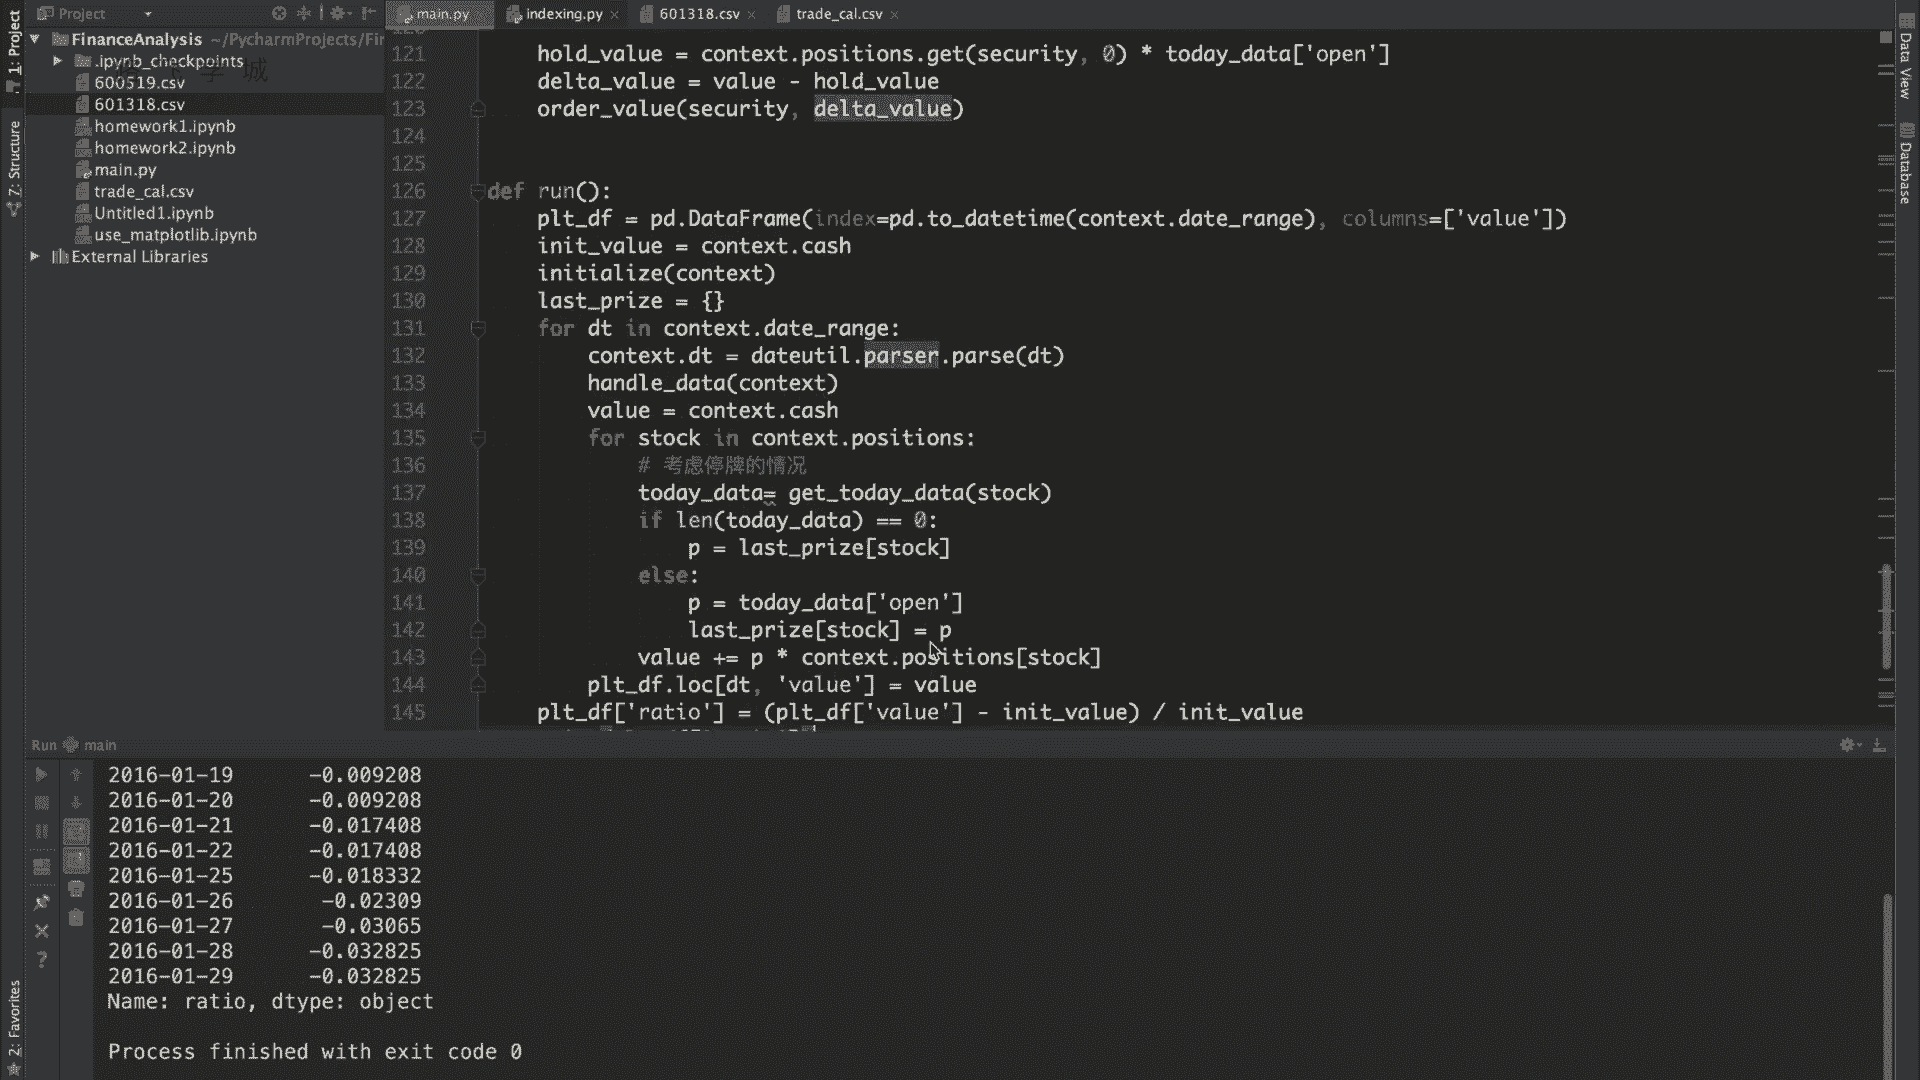 Project
main.py
indexing.py
601318.csv
trade_cal.csv
1: Project
7: Structure
2: Favorites
Data View
Database
FinanceAnalysis ~/PycharmProjects/Fir
.ipynb_checkpoints
600519.csv
601318.csv
homework1.ipynb
homework2.ipynb
main.py
trade_cal.csv
Untitled1.ipynb
use_matplotlib.ipynb
External Libraries
学城
121 hold_value = context.positions.get(security, 0) * today_data['open']
122 delta_value = value - hold_value
123 order_value(security, delta_value)
124
125
126 def run():
127 plt_df = pd.DataFrame(index=pd.to_datetime(context.date_range), columns=['value'])
128 init_value = context.cash
129 initialize(context)
130 last_prize = {}
131 for dt in context.date_range:
132 context.dt = dateutil.parser.parse(dt)
133 handle_data(context)
134 value = context.cash
135 for stock in context.positions:
136 # 考虑停牌的情况
137 today_data= get_today_data(stock)
138 if len(today_data) == 0:
139 p = last_prize[stock]
140 else:
141 p = today_data['open']
142 last_prize[stock] = p
143 value += p * context.positions[stock]
144 plt_df.loc[dt, 'value'] = value
145 plt_df['ratio'] = (plt_df['value'] - init_value) / init_value
Run main
2016-01-19 -0.009208
2016-01-20 -0.009208
2016-01-21 -0.017408
2016-01-22 -0.017408
2016-01-25 -0.018332
2016-01-26 -0.02309
2016-01-27 -0.03065
2016-01-28 -0.032825
2016-01-29 -0.032825
Name: ratio, dtype: object
Process finished with exit code 0